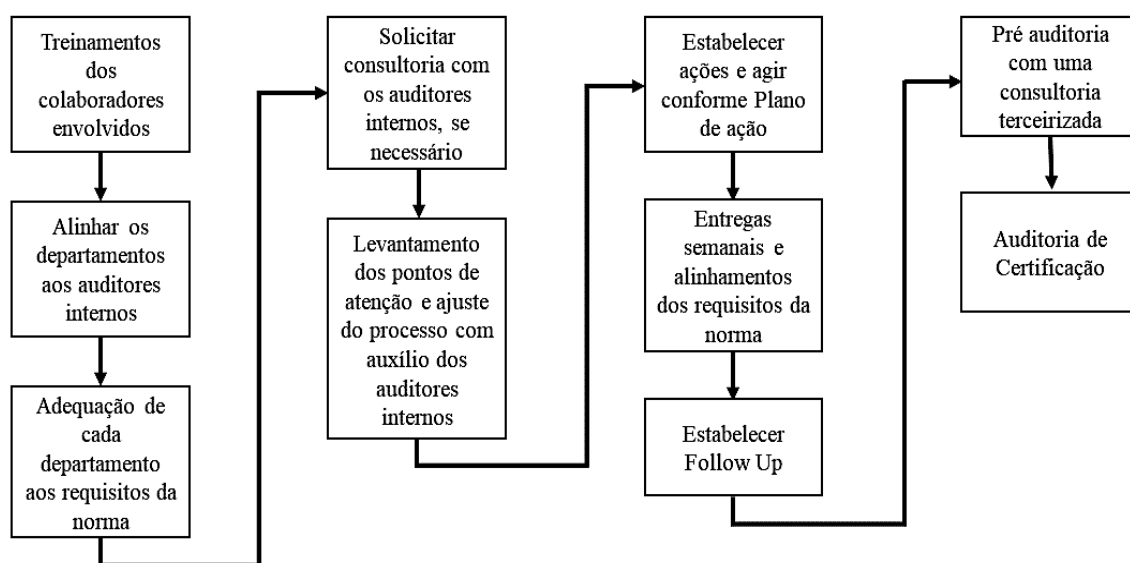 Treinamentos
dos
colaboradores
envolvidos
Alinhar os
departamentos
aos auditores
internos
Adequação de
cada
departamento
aos requisitos da
norma
Solicitar
consultoria com
os auditores
internos, se
necessário
Levantamento
dos pontos de
atenção e ajuste
do processo com
auxílio dos
auditores
internos
Estabelecer
ações e agir
conforme Plano
de ação
Entregas
semanais e
alinhamentos
dos requisitos da
norma
Estabelecer
Follow Up
Pré auditoria
com uma
consultoria
terceirizada
Auditoria de
Certificação